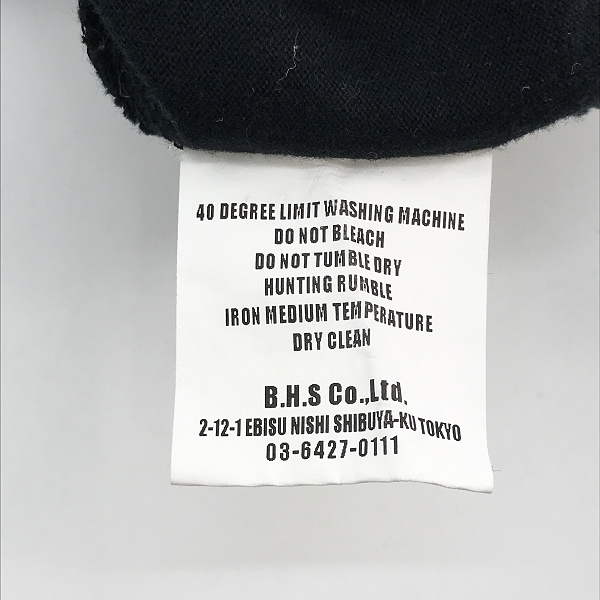 40 DEGREE LIMIT WASHING MACHINE
DO NOT BLEACH
DO NOT TUMBLE DRY
HUNTING RUMBLE
IRON MEDIUM TEMPERATURE
DRY CLEAN
B.H.S Co.,Ltd.
2-12-1 EBISU NISHI SHIBUYA-KU TOKYO
03-6427-0111